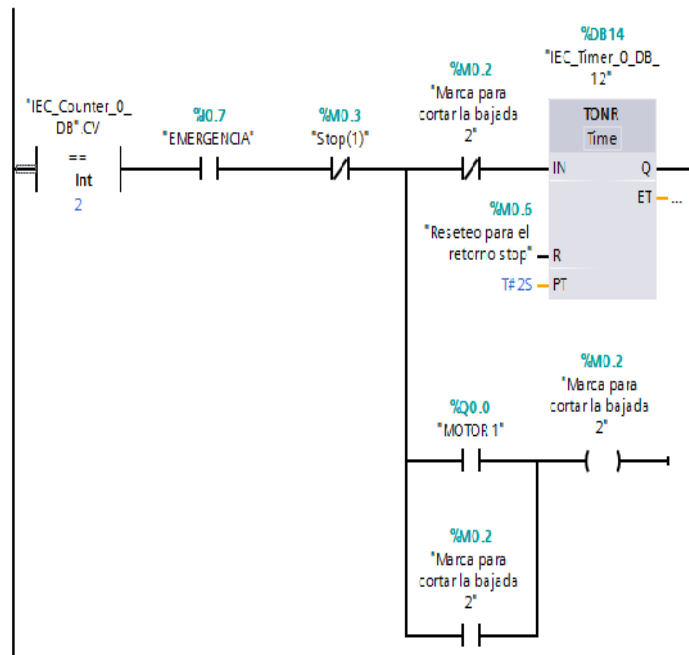 %DB14
"IEC_Timer_0_DB_
12"
%M0.2
"Marca para
cortar la bajada
2"
"IEC_Counter_0_
DB".CV
%I0.7
"EMERGENCIA"
%M0.3
"Stop(1)"
TONR
Time
==
Int
2
IN
Q
ET
...
%M0.6
"Reseteo para el
retorno stop"
R
T#2S
PT
%M0.2
"Marca para
cortar la bajada
2"
%Q0.0
"MOTOR 1"
%M0.2
"Marca para
cortar la bajada
2"